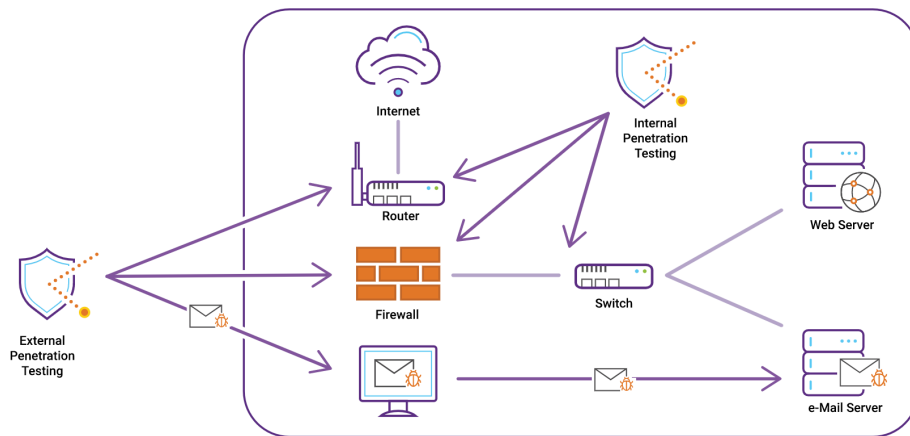 Internet
Internal
Penetration
Testing
Router
Web Server
Firewall
Switch
External
Penetration
Testing
e-Mail Server